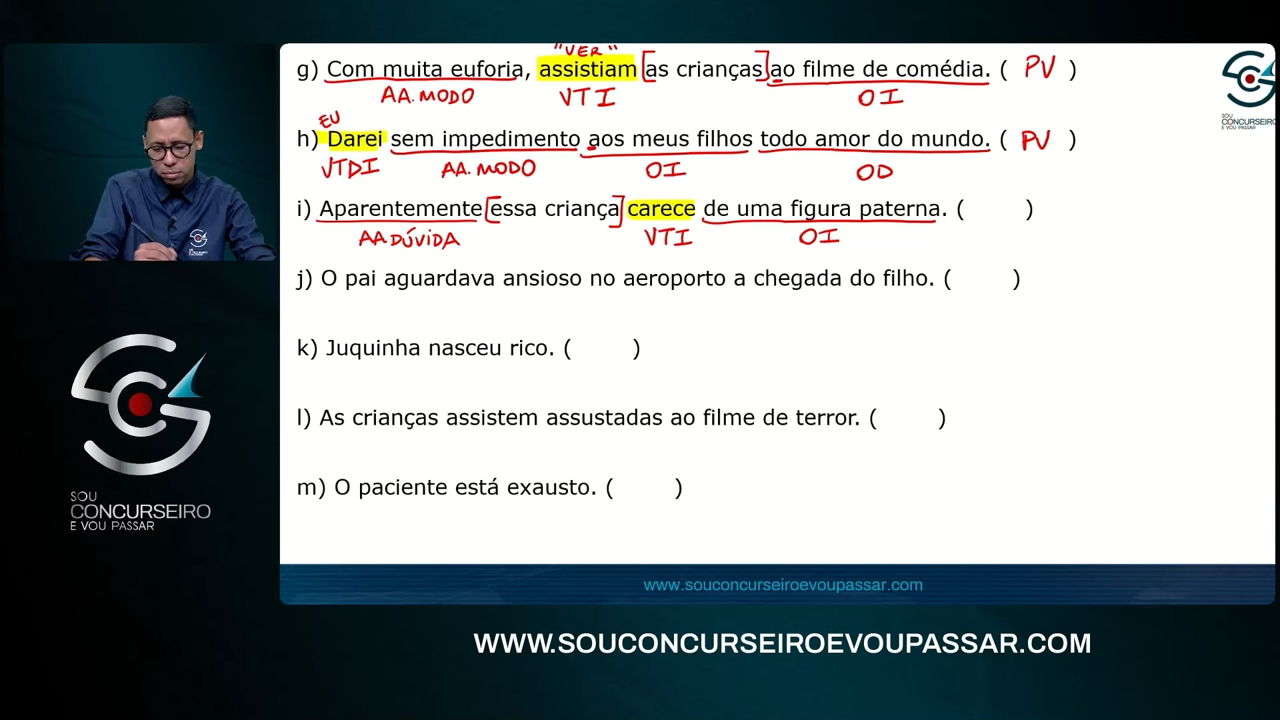 "VER"
g) Com muita euforia, assistiam [as crianças] ao filme de comédia. ( PV )
AA.MODO VTI OI
EU
h) Darei sem impedimento aos meus filhos todo amor do mundo. ( PV )
VTDI AA.MODO OI OD
i) Aparentemente [essa criança] carece de uma figura paterna. ( )
AA DÚVIDA VTI OI
j) O pai aguardava ansioso no aeroporto a chegada do filho. ( )
k) Juquinha nasceu rico. ( )
l) As crianças assistem assustadas ao filme de terror. ( )
m) O paciente está exausto. ( )
SOU
CONCURSEIRO
E VOU PASSAR
SOU
CONCURSEIRO
E VOU PASSAR
www.souconcurseiroevoupassar.com
WWW.SOUCONCURSEIROEVOUPASSAR.COM